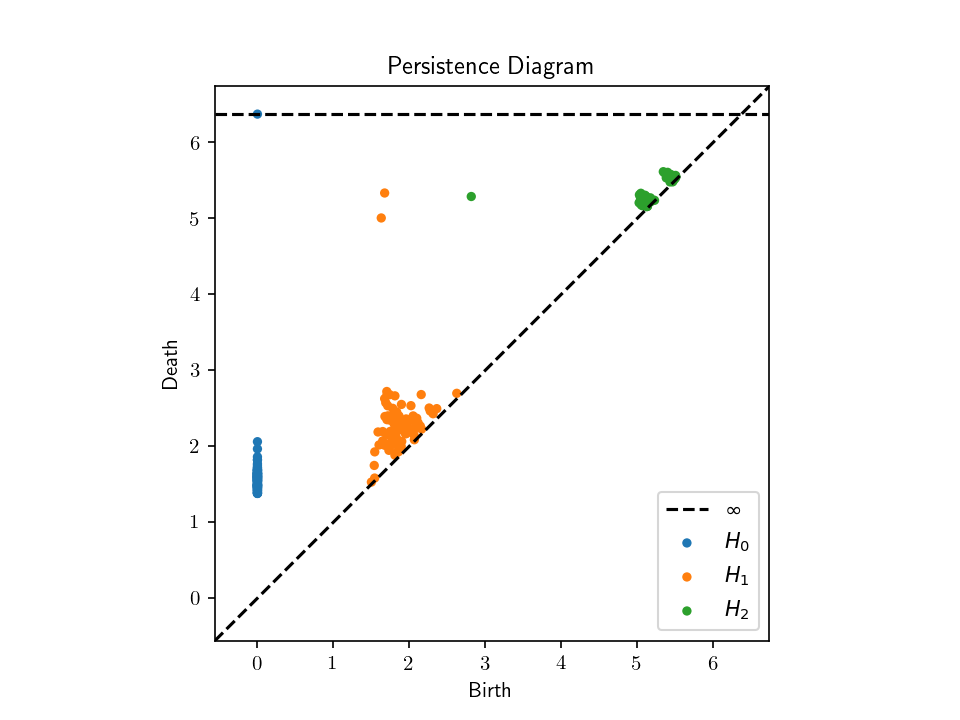 Persistence Diagram
Death
6
5
4
3
2
1
0
∞
H₀
H₁
H₂
0 1 2 3 4 5 6
Birth